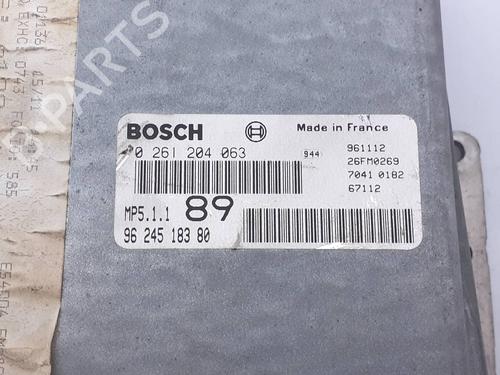 BOSCH
Made in France
0 261 204 063
944
961112
26FM0269
7041 0182
67112
MP5.1.1
89
96 245 183 80
PARTS